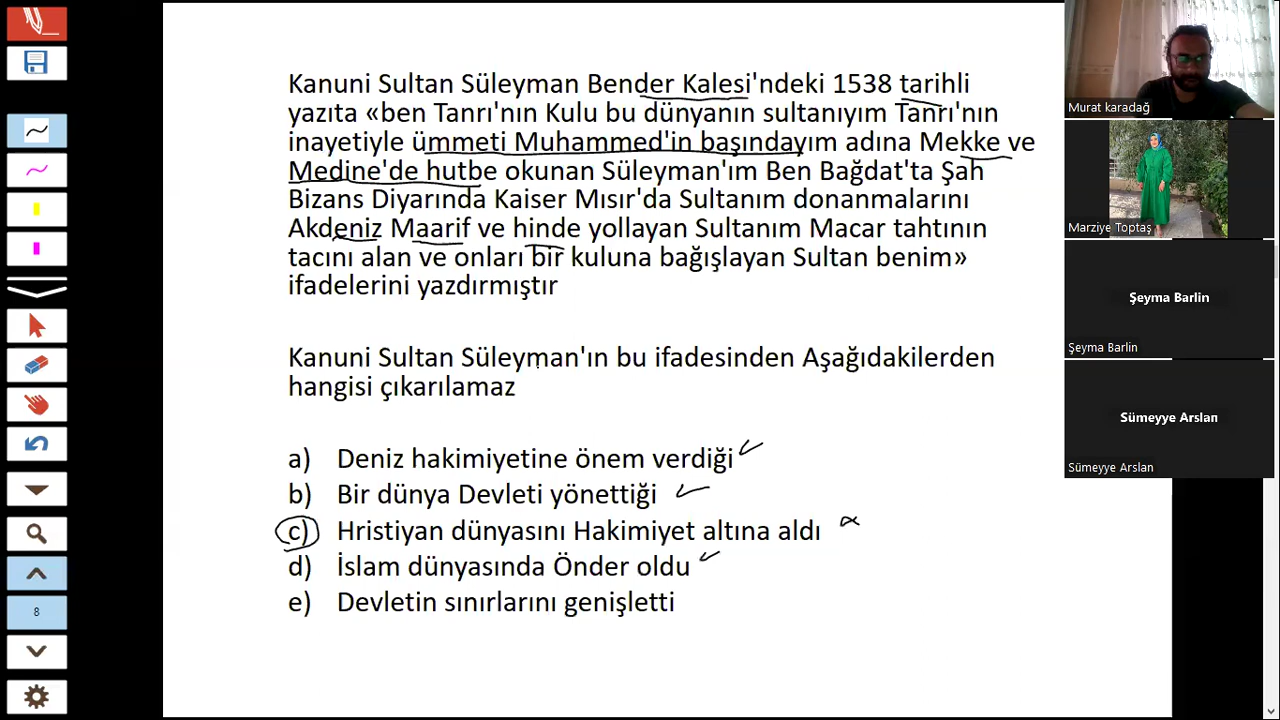 Kanuni Sultan Süleyman Bender Kalesi'ndeki 1538 tarihli
yazıta «ben Tanrı'nın Kulu bu dünyanın sultanıyım Tanrı'nın
inayetiyle ümmeti Muhammed'in başındayım adına Mekke ve
Medine'de hutbe okunan Süleyman'ım Ben Bağdat'ta Şah
Bizans Diyarında Kaiser Mısır'da Sultanım donanmalarını
Akdeniz Maarif ve hinde yollayan Sultanım Macar tahtının
tacını alan ve onları bir kuluna bağışlayan Sultan benim»
ifadelerini yazdırmıştır
Kanuni Sultan Süleyman'ın bu ifadesinden Aşağıdakilerden
hangisi çıkarılamaz
a) Deniz hakimiyetine önem verdiği
b) Bir dünya Devleti yönettiği
c) Hristiyan dünyasını Hakimiyet altına aldı
d) İslam dünyasında Önder oldu
e) Devletin sınırlarını genişletti
8
Murat karadağ
Marziye Toptaş
Şeyma Barlin
Şeyma Barlin
Sümeyye Arslan
Sümeyye Arslan